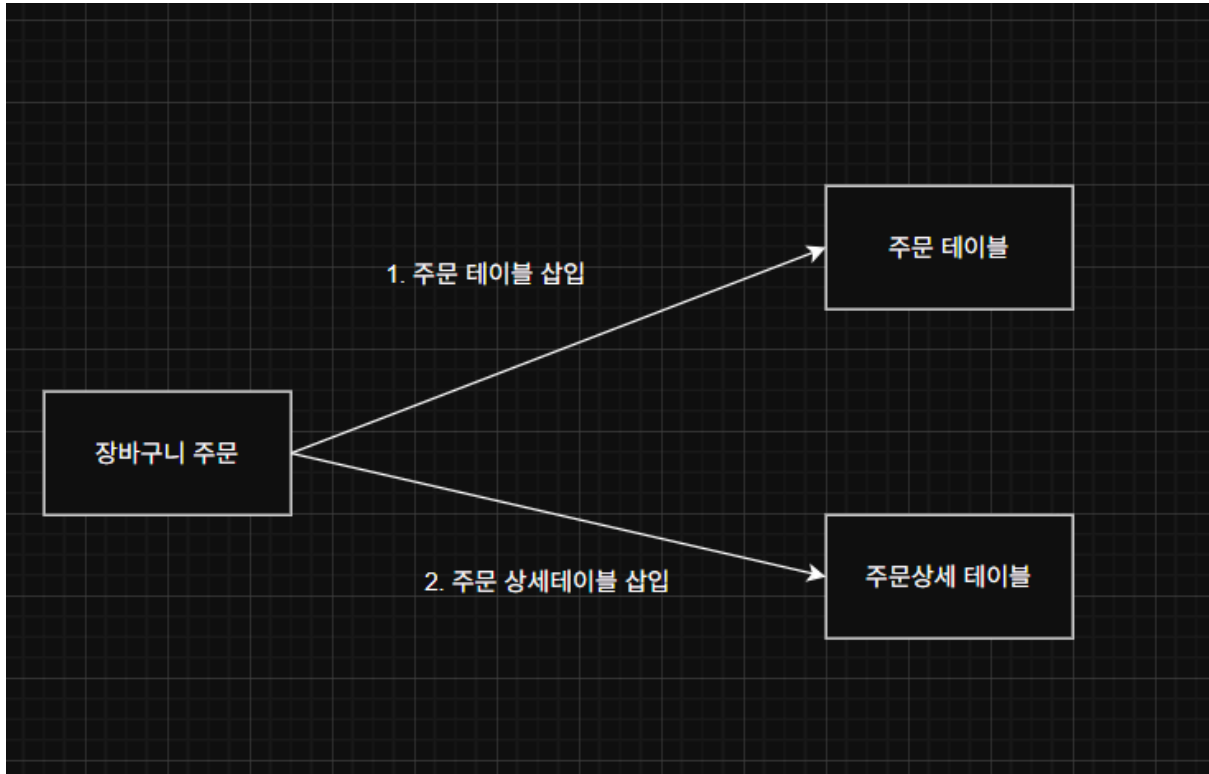 주문 테이블
1. 주문 테이블 삽입
장바구니 주문
2. 주문 상세테이블 삽입
주문상세 테이블